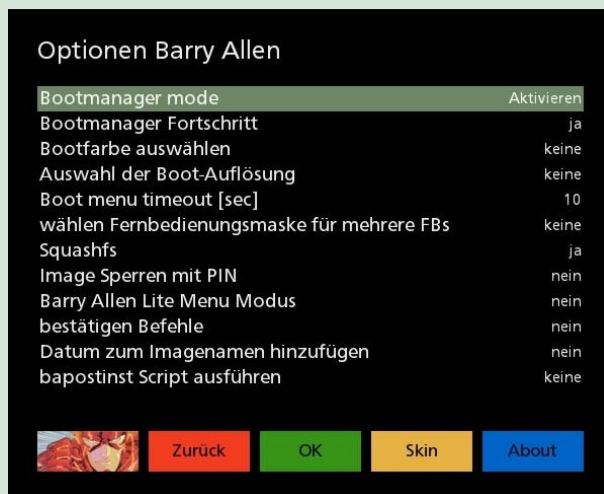 Optionen Barry Allen
Bootmanager mode Aktivieren
Bootmanager Fortschritt ja
Bootfarbe auswählen keine
Auswahl der Boot-Auflösung keine
Boot menu timeout [sec] 10
wählen Fernbedienungsmaske für mehrere FBs keine
Squashfs ja
Image Sperren mit PIN nein
Barry Allen Lite Menu Modus nein
bestätigen Befehle nein
Datum zum Imagenamen hinzufügen nein
bapostinst Script ausführen keine
Zurück OK Skin About